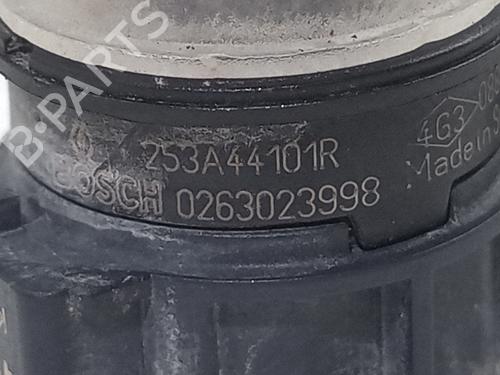 B-PARTS
253A44101R
4G3
BOSCH 0263023998
Made in